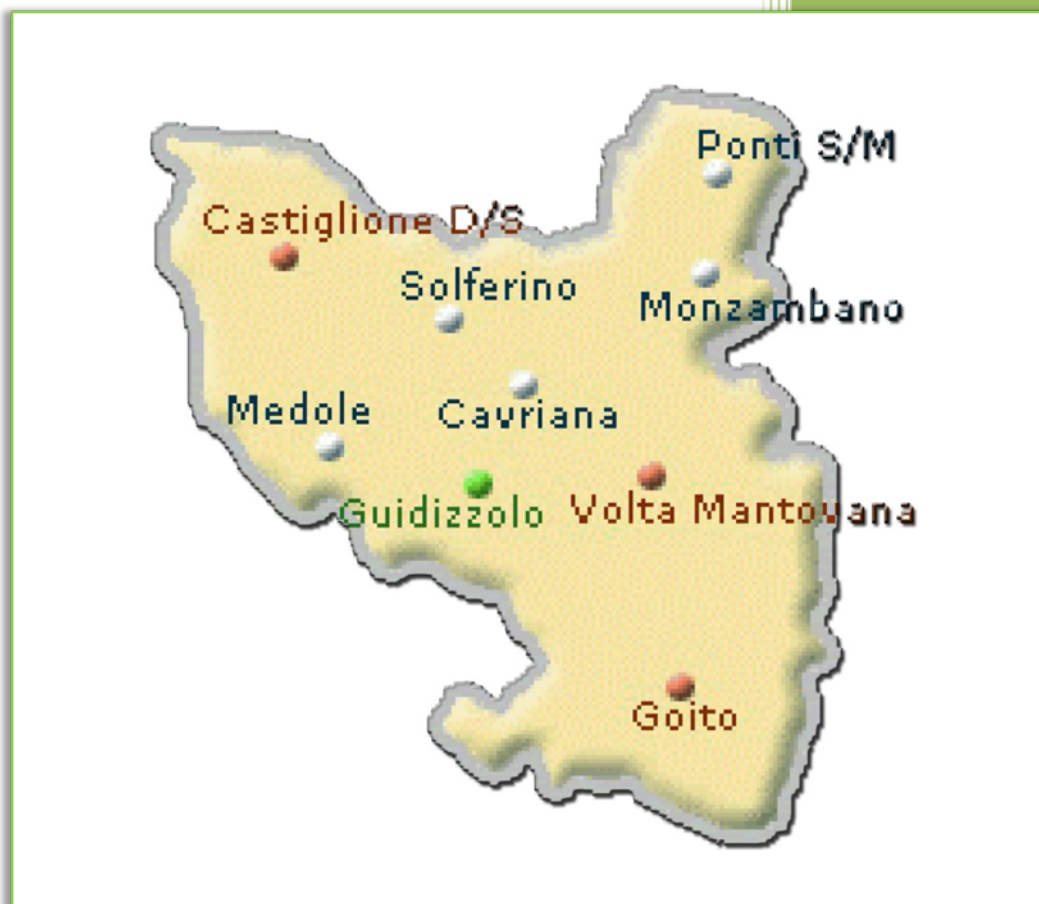 Ponti S/M
Castiglione D/S
Solferino
Monzambano
Medole
Cavriana
Guidizzolo
Volta Mantovana
Goito